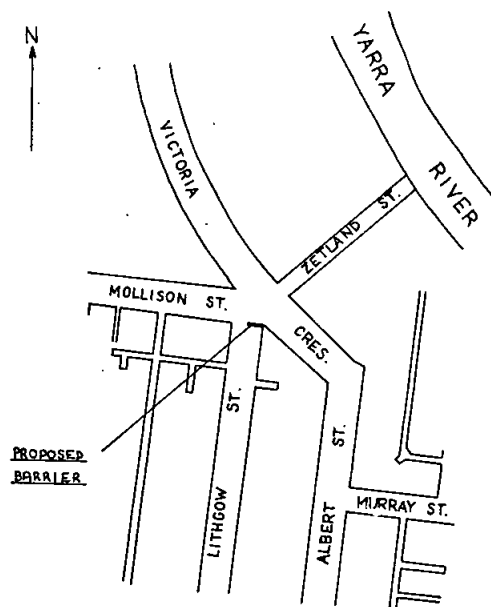 N
YARRA
RIVER
VICTORIA
CRES.
ZETLAND ST.
MOLLISON ST.
PROPOSED
BARRIER
LITHGOW ST.
ALBERT ST.
MURRAY ST.